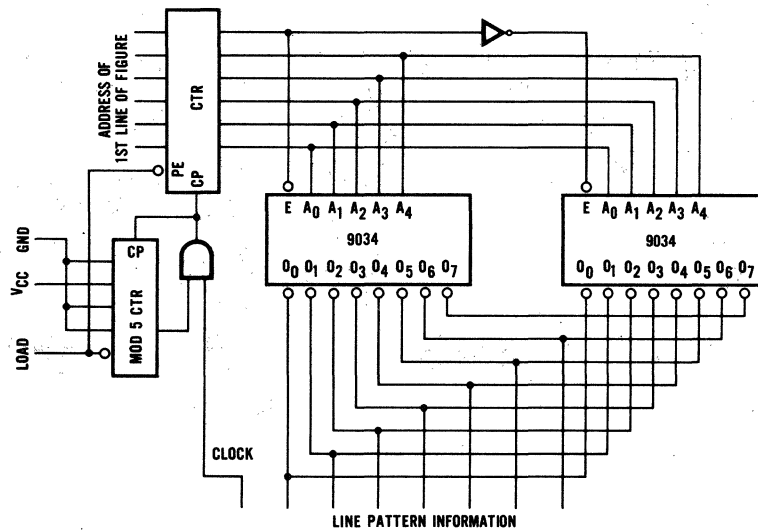 ADDRESS OF
1ST LINE OF FIGURE
CTR
PE
CP
E A0 A1 A2 A3 A4
9034
O0 O1 O2 O3 O4 O5 O6 O7
E A0 A1 A2 A3 A4
9034
O0 O1 O2 O3 O4 O5 O6 O7
GND
VCC
LOAD
CP
MOD 5 CTR
CLOCK
LINE PATTERN INFORMATION